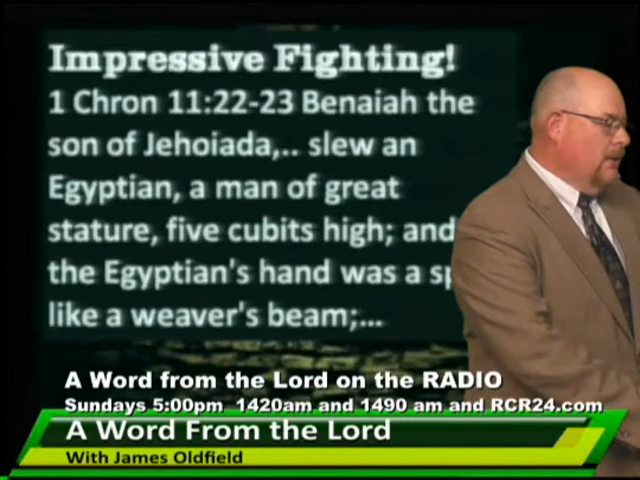 Impressive Fighting!
1 Chron 11:22-23 Benaiah the
son of Jehoiada,.. slew an
Egyptian, a man of great
stature, five cubits high; and
the Egyptian's hand was a
like a weaver's beam;...
A Word from the Lord on the RADIO
Sundays 5:00pm 1420am and 1490 am and RCR24.com
A Word From the Lord
With James Oldfield